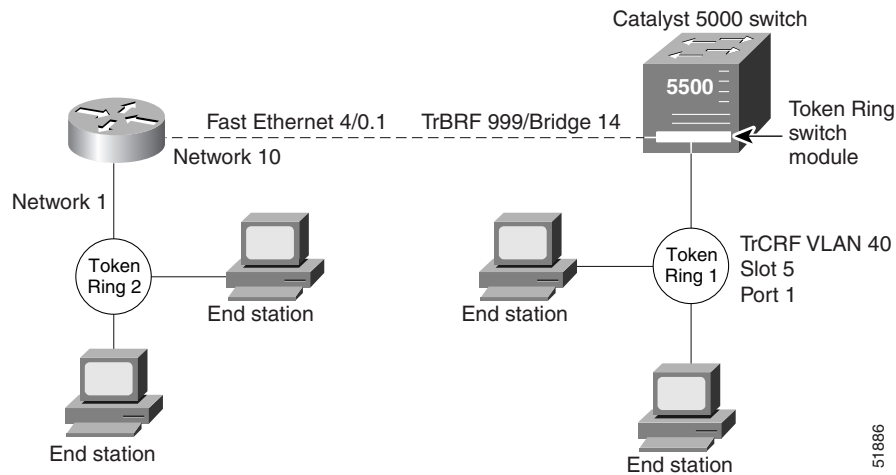 Catalyst 5000 switch
5500
Fast Ethernet 4/0.1
TrBRF 999/Bridge 14
Token Ring
switch
module
Network 10
Network 1
Token
Ring 2
End station
End station
End station
Token
Ring 1
TrCRF VLAN 40
Slot 5
Port 1
End station
51886